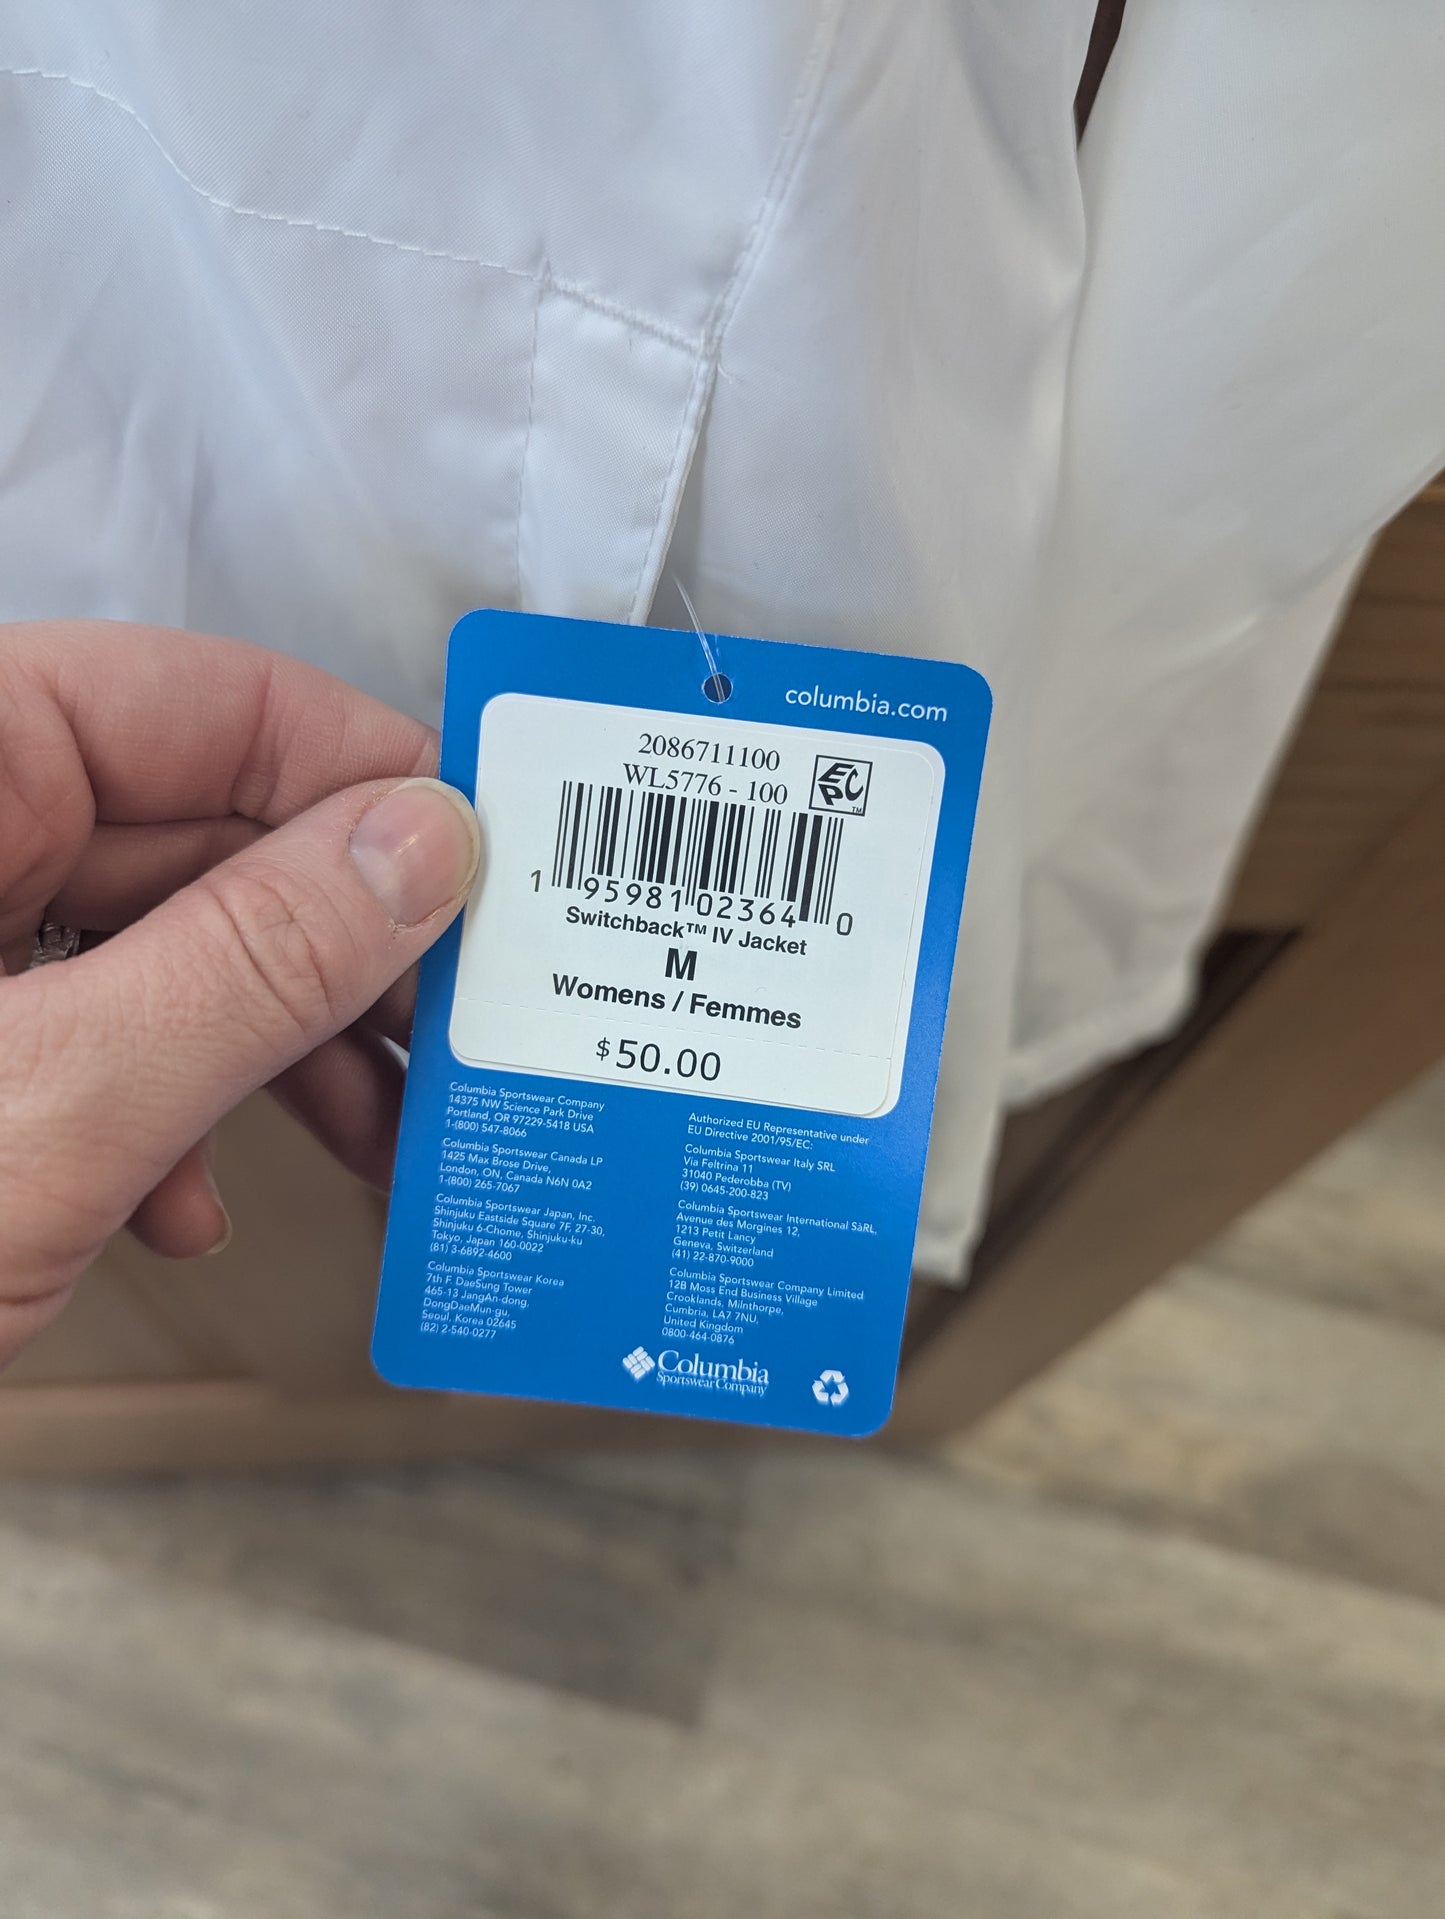 columbia.com
2086711100
WL5776 - 100
EPC™
1 95981 02364 0
Switchback™ IV Jacket
M
Womens / Femmes
$50.00
Columbia Sportswear Company
14375 NW Science Park Drive
Portland, OR 97229-5418 USA
1-(800) 547-8066
Columbia Sportswear Canada LP
1425 Max Brose Drive,
London, ON, Canada N6N 0A2
1-(800) 265-7067
Columbia Sportswear Japan, Inc.
Shinjuku Eastside Square 7F, 27-30,
Shinjuku 6-Chome, Shinjuku-ku
Tokyo, Japan 160-0022
(81) 3-6892-4600
Columbia Sportswear Korea
7th F. DaeSung Tower
465-13 JangAn-dong,
DongDaeMun-gu,
Seoul, Korea 02645
(82) 2-540-0277
Authorized EU Representative under
EU Directive 2001/95/EC:
Columbia Sportswear Italy SRL
Via Feltrina 11
31040 Pederobba (TV)
(39) 0645-200-823
Columbia Sportswear International SàRL,
Avenue des Morgines 12,
1213 Petit Lancy
Geneva, Switzerland
(41) 22-870-9000
Columbia Sportswear Company Limited
12B Moss End Business Village
Crooklands, Milnthorpe,
Cumbria, LA7 7NU,
United Kingdom
0800-464-0876
Columbia
Sportswear Company